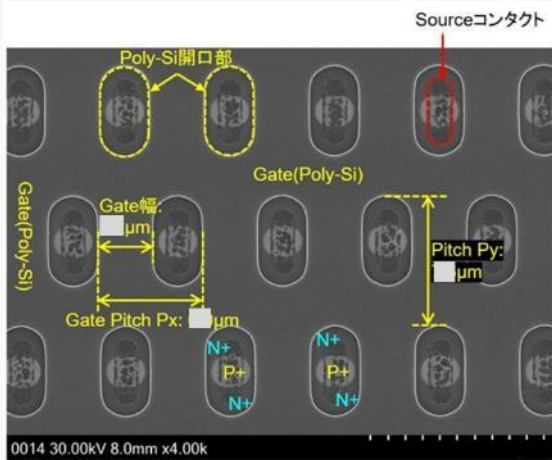 Sourceコンタクト
Poly-Si開口部
Gate(Poly-Si)
Gate(Poly-Si)
Gate幅:
μm
Pitch Py:
μm
Gate Pitch Px: μm
N+
P+
N+
N+
P+
N+
0014 30.00kV 8.0mm x4.00k